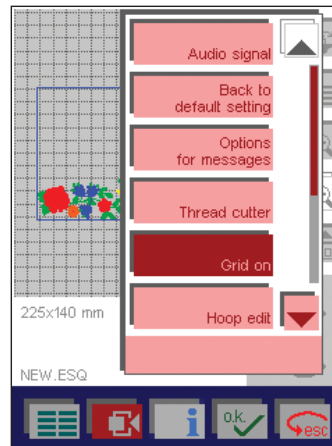 Audio signal
Back to
default setting
Options
for messages
Thread cutter
Grid on
Hoop edit
225x140 mm
NEW.ESQ
i
o.k.
esc